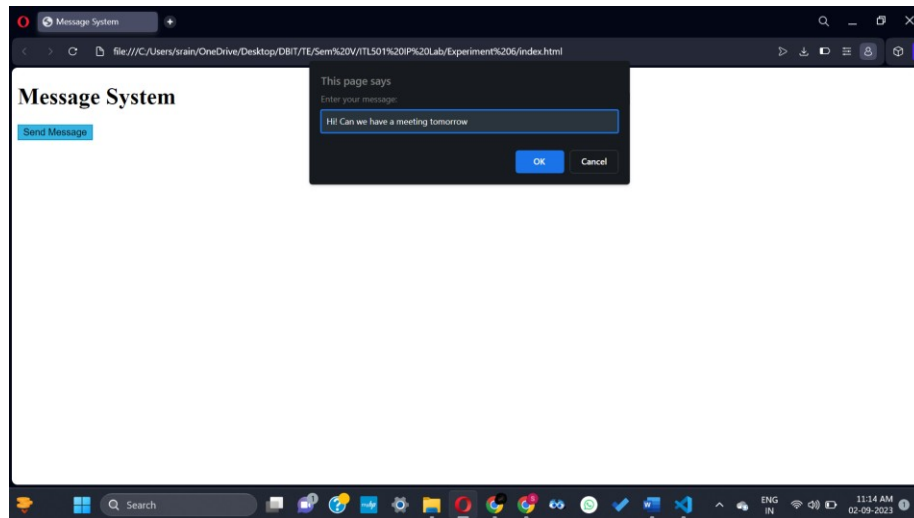 Message System
file:///C:/Users/srain/OneDrive/Desktop/DBIT/TE/Sem%20V/ITL501%20IP%20Lab/Experiment%206/index.html
Message System
Send Message
This page says
Enter your message:
Hi! Can we have a meeting tomorrow
OK
Cancel
Search
ENG
IN
11:14 AM
02-09-2023